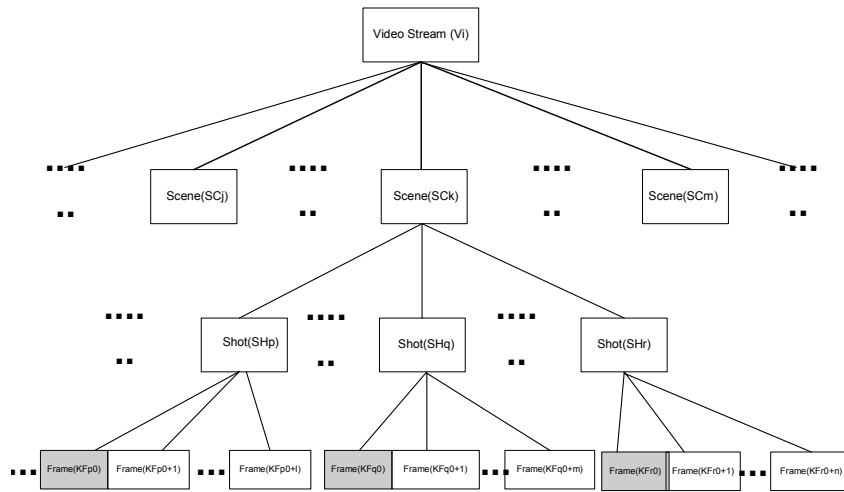 Video Stream (Vi)
Scene(SCj)
Scene(SCk)
Scene(SCm)
Shot(SHp)
Shot(SHq)
Shot(SHr)
Frame(KFp0)
Frame(KFp0+1)
Frame(KFp0+l)
Frame(KFq0)
Frame(KFq0+1)
Frame(KFq0+m)
Frame(KFr0)
Frame(KFr0+1)
Frame(KFr0+n)